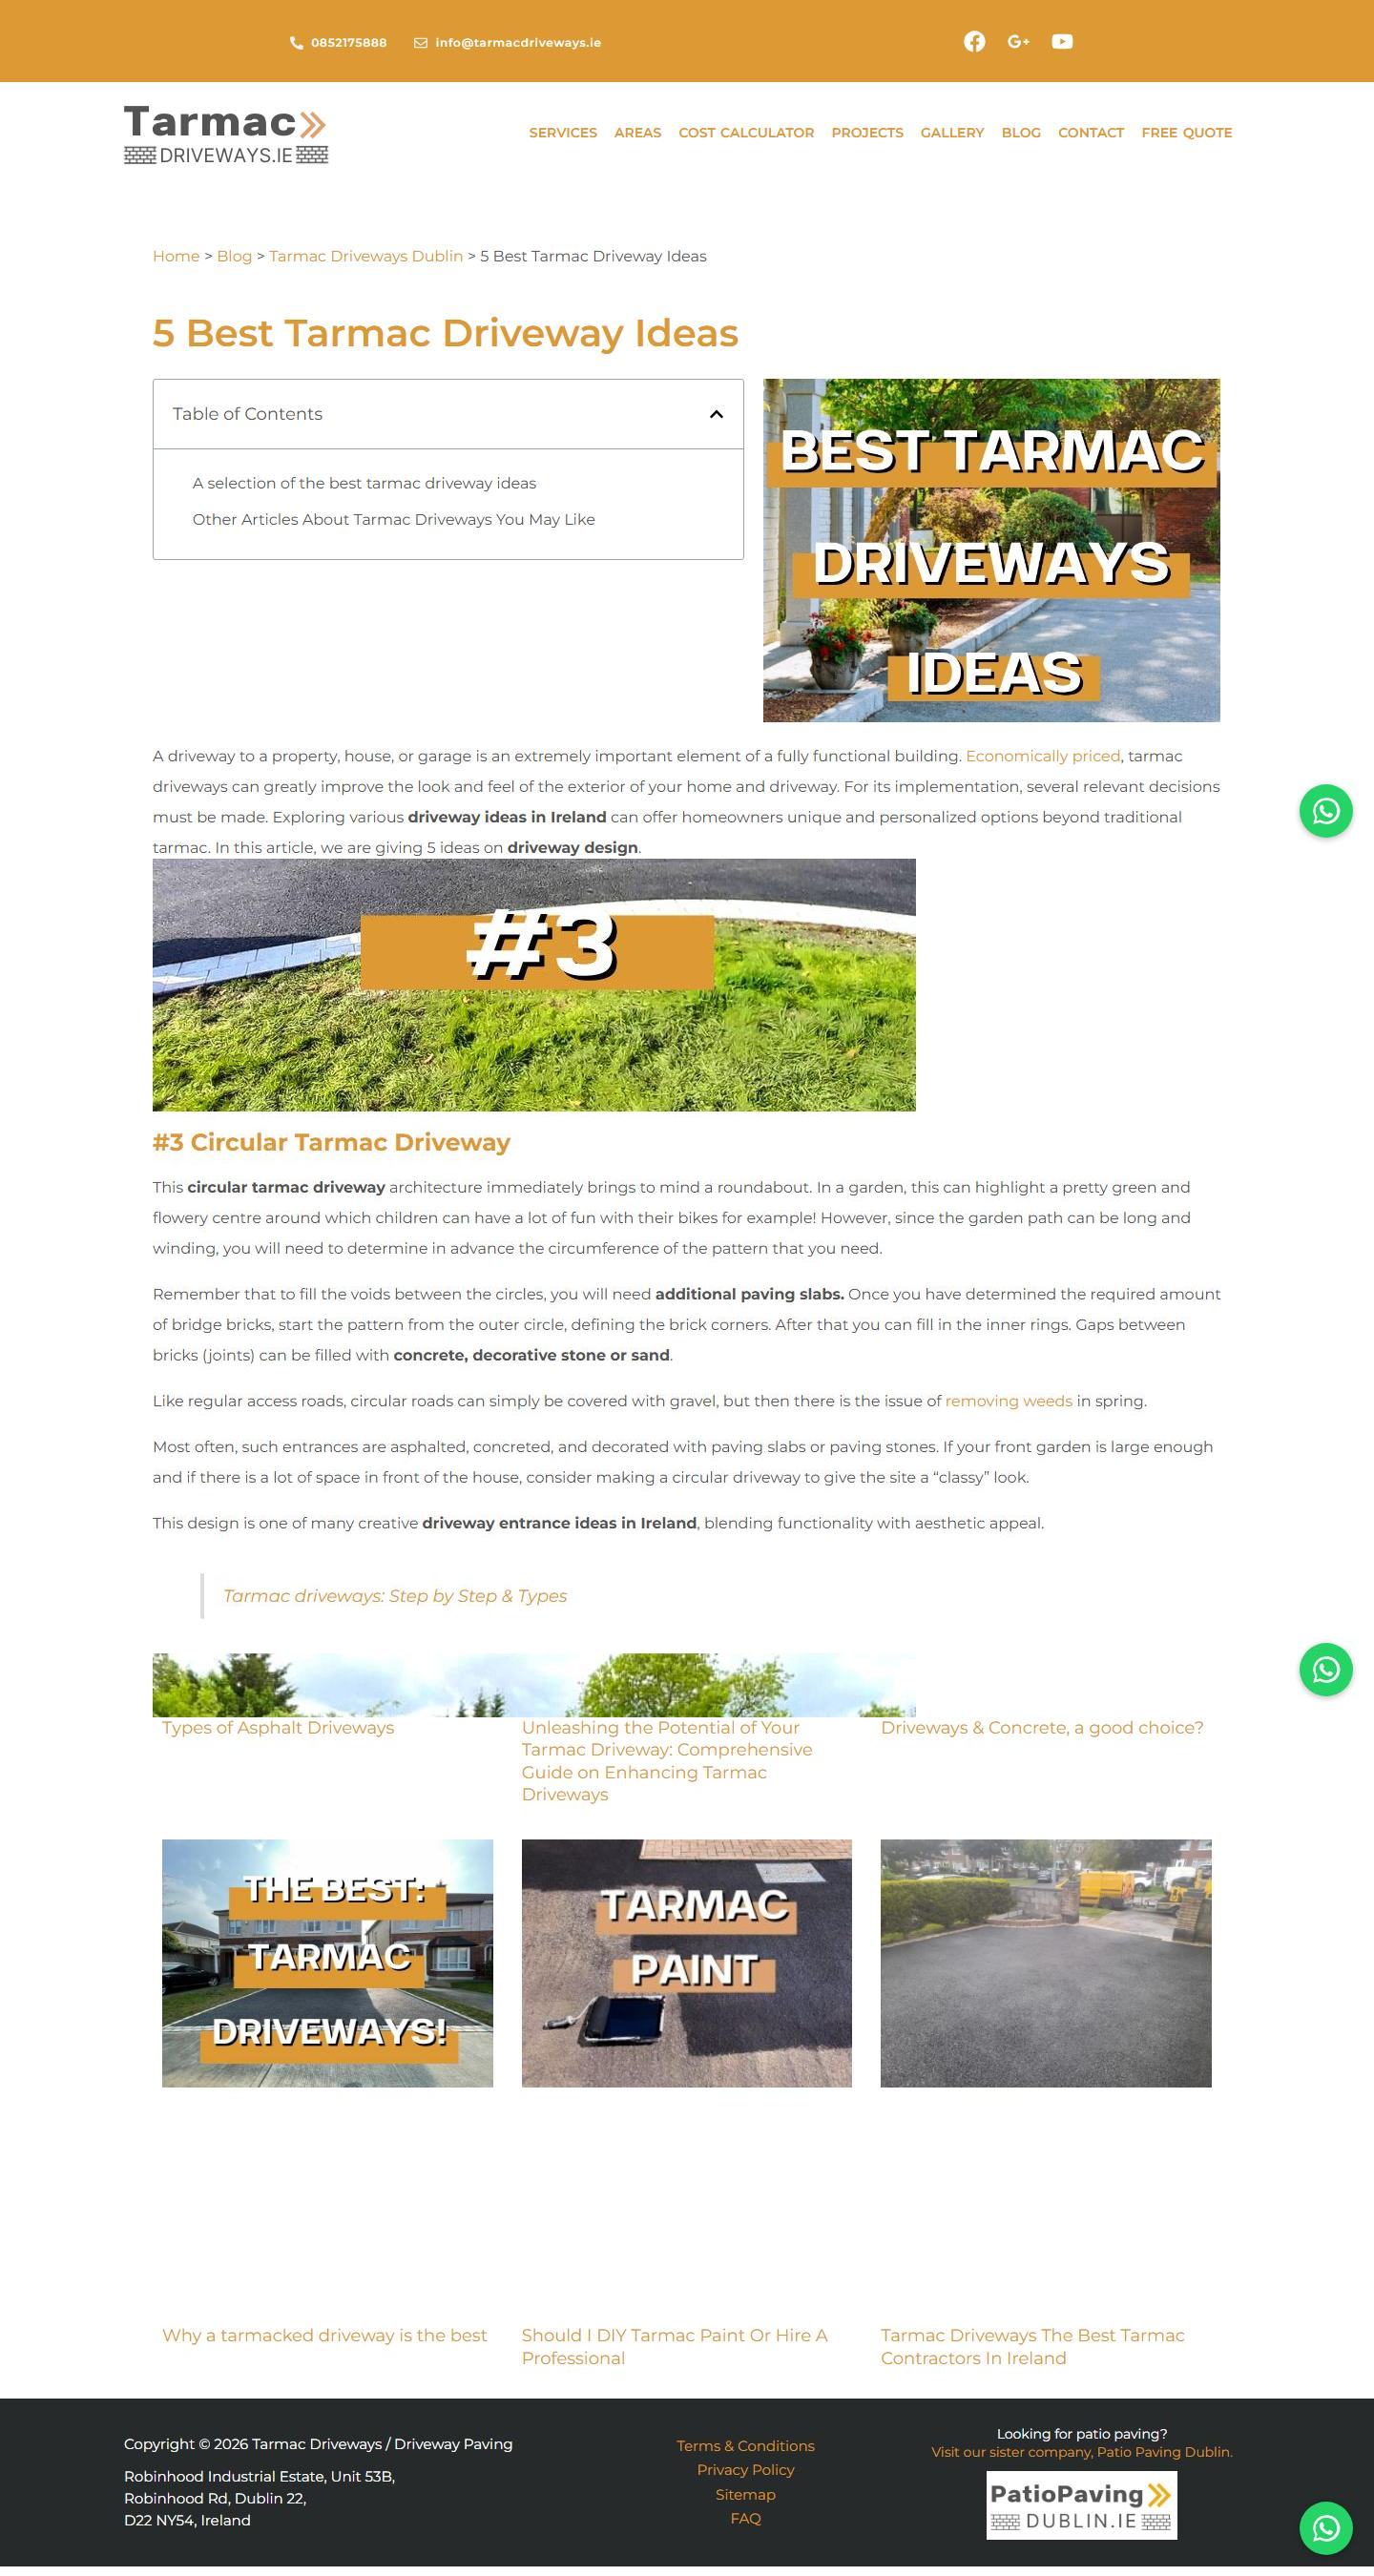 0852175888
info@tarmacdriveways.ie
Tarmac
DRIVEWAYS.IE
SERVICES AREAS COST CALCULATOR PROJECTS GALLERY BLOG CONTACT FREE QUOTE
Home > Blog > Tarmac Driveways Dublin > 5 Best Tarmac Driveway Ideas
5 Best Tarmac Driveway Ideas
Table of Contents
A selection of the best tarmac driveway ideas
Other Articles About Tarmac Driveways You May Like
BEST TARMAC
DRIVEWAYS
IDEAS
A driveway to a property, house, or garage is an extremely important element of a fully functional building. Economically priced, tarmac
driveways can greatly improve the look and feel of the exterior of your home and driveway. For its implementation, several relevant decisions
must be made. Exploring various driveway ideas in Ireland can offer homeowners unique and personalized options beyond traditional
tarmac. In this article, we are giving 5 ideas on driveway design.
#3
#3 Circular Tarmac Driveway
This circular tarmac driveway architecture immediately brings to mind a roundabout. In a garden, this can highlight a pretty green and
flowery centre around which children can have a lot of fun with their bikes for example! However, since the garden path can be long and
winding, you will need to determine in advance the circumference of the pattern that you need.
Remember that to fill the voids between the circles, you will need additional paving slabs. Once you have determined the required amount
of bridge bricks, start the pattern from the outer circle, defining the brick corners. After that you can fill in the inner rings. Gaps between
bricks (joints) can be filled with concrete, decorative stone or sand.
Like regular access roads, circular roads can simply be covered with gravel, but then there is the issue of removing weeds in spring.
Most often, such entrances are asphalted, concreted, and decorated with paving slabs or paving stones. If your front garden is large enough
and if there is a lot of space in front of the house, consider making a circular driveway to give the site a “classy” look.
This design is one of many creative driveway entrance ideas in Ireland, blending functionality with aesthetic appeal.
Tarmac driveways: Step by Step & Types
Types of Asphalt Driveways
Unleashing the Potential of Your
Tarmac Driveway: Comprehensive
Guide on Enhancing Tarmac
Driveways
Driveways & Concrete, a good choice?
THE BEST:
TARMAC
DRIVEWAYS!
TARMAC
PAINT
Why a tarmacked driveway is the best
Should I DIY Tarmac Paint Or Hire A
Professional
Tarmac Driveways The Best Tarmac
Contractors In Ireland
Copyright © 2026 Tarmac Driveways / Driveway Paving
Robinhood Industrial Estate, Unit 53B,
Robinhood Rd, Dublin 22,
D22 NY54, Ireland
Terms & Conditions
Privacy Policy
Sitemap
FAQ
Looking for patio paving?
Visit our sister company, Patio Paving Dublin.
PatioPaving
DUBLIN.IE